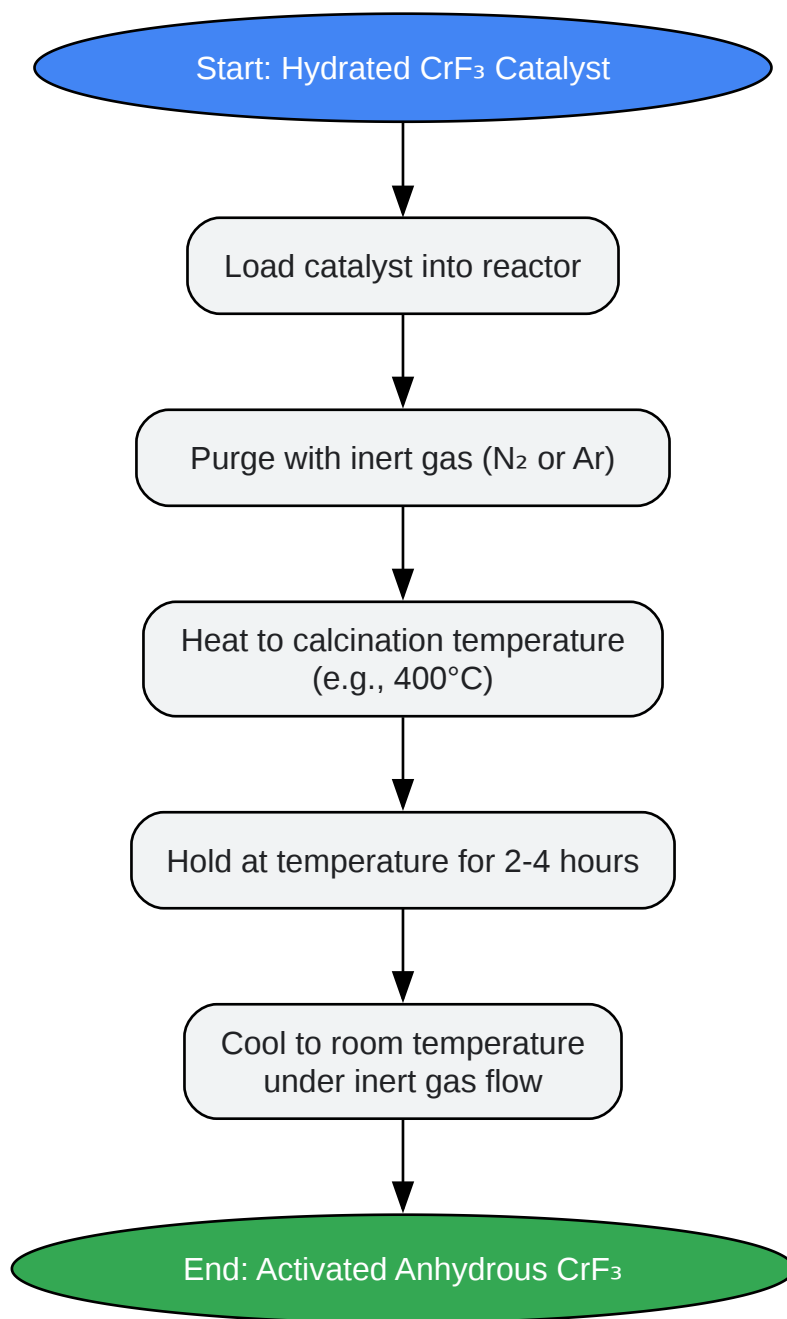 Start: Hydrated CrF₃ Catalyst
Load catalyst into reactor
Purge with inert gas (N₂ or Ar)
Heat to calcination temperature
(e.g., 400°C)
Hold at temperature for 2-4 hours
Cool to room temperature
under inert gas flow
End: Activated Anhydrous CrF₃